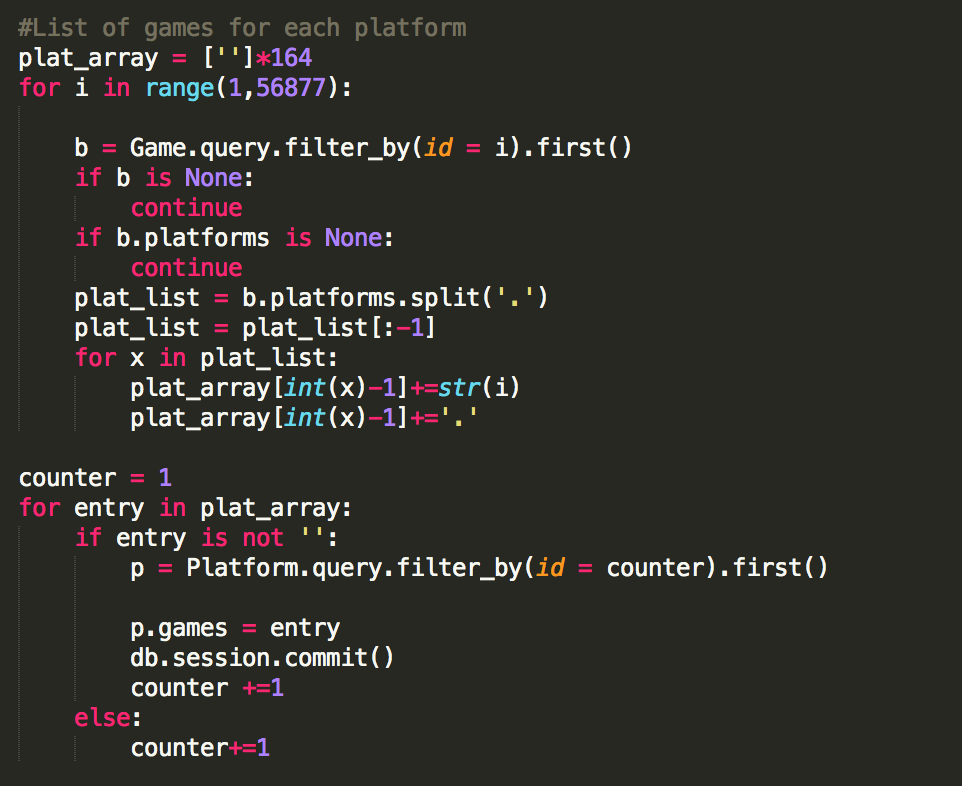 #List of games for each platform
plat_array = ['']*164
for i in range(1,56877):
    b = Game.query.filter_by(id = i).first()
    if b is None:
        continue
    if b.platforms is None:
        continue
    plat_list = b.platforms.split('.')
    plat_list = plat_list[:-1]
    for x in plat_list:
        plat_array[int(x)-1]+=str(i)
        plat_array[int(x)-1]+='.'
counter = 1
for entry in plat_array:
    if entry is not '':
        p = Platform.query.filter_by(id = counter).first()
        p.games = entry
        db.session.commit()
        counter +=1
    else:
        counter+=1